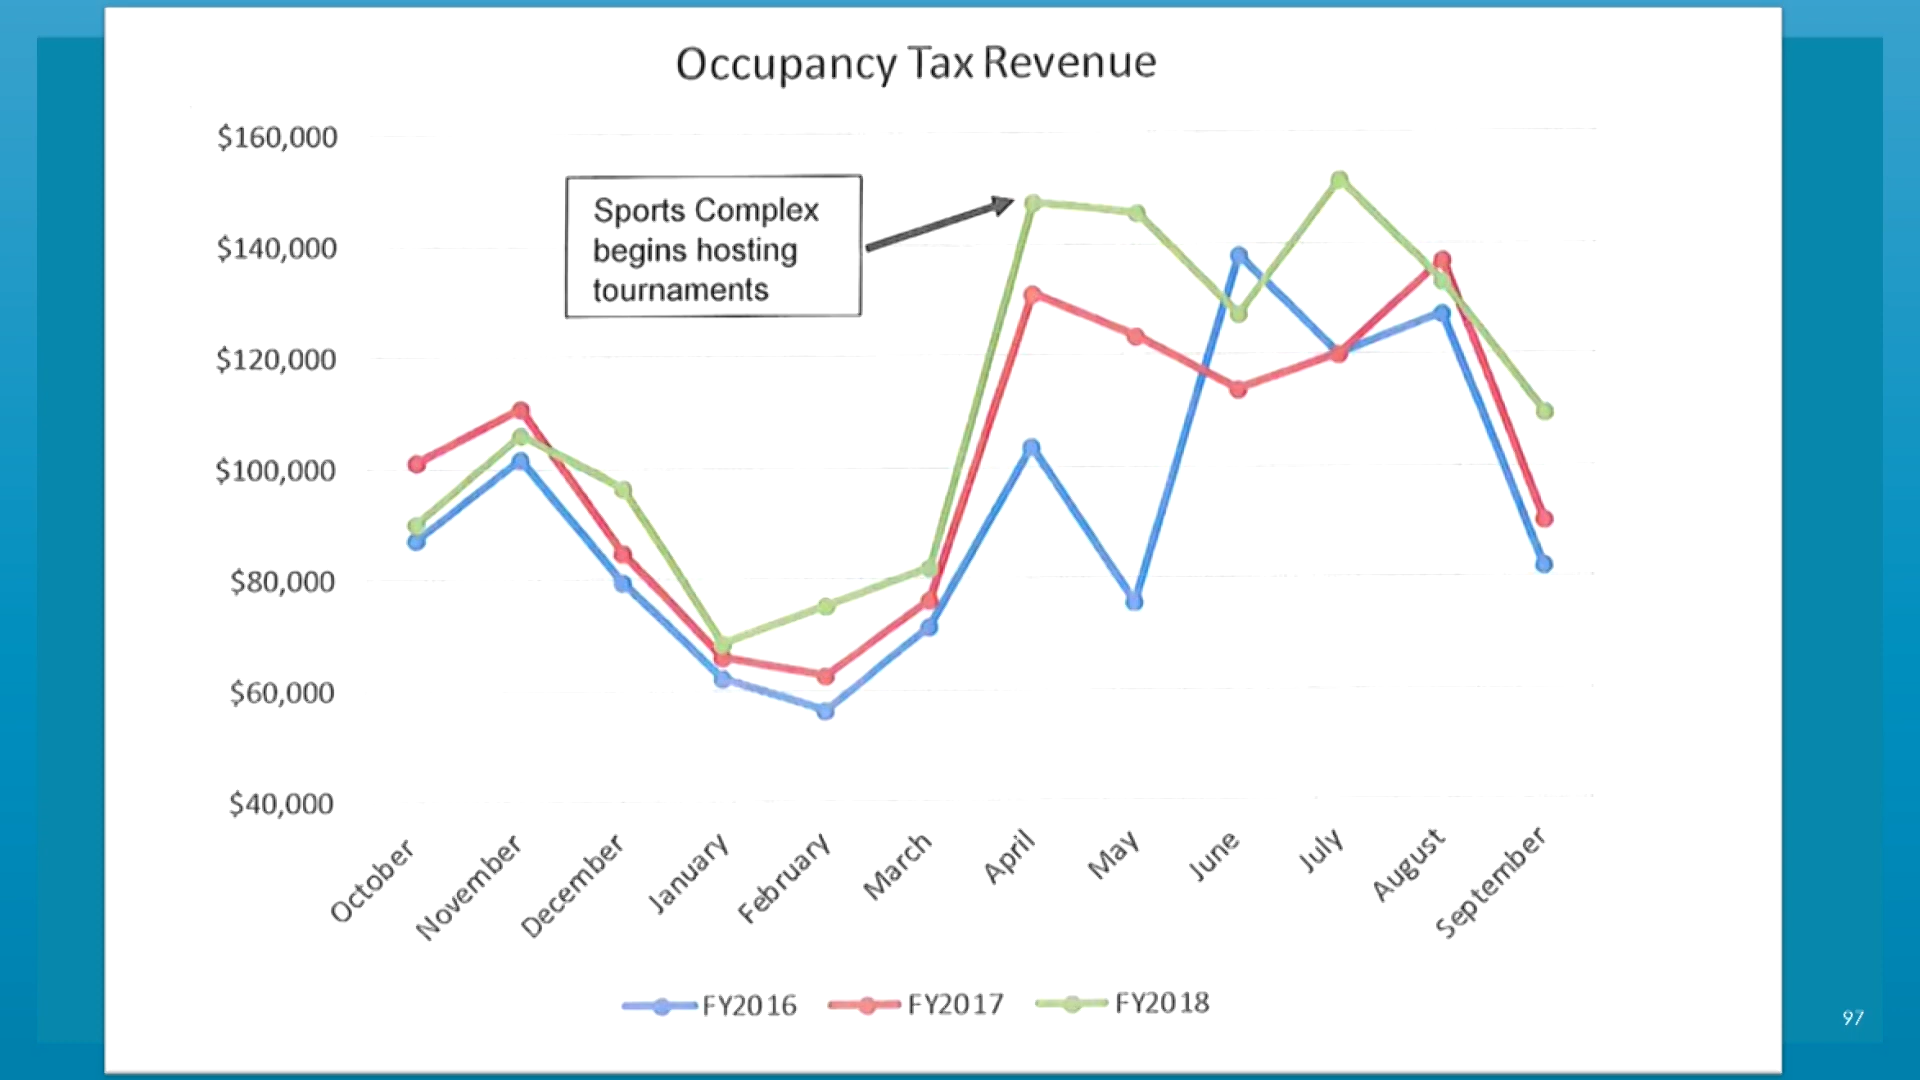 Occupancy Tax Revenue
$160,000
$140,000
$120,000
$100,000
$80,000
$60,000
$40,000
Sports Complex
begins hosting
tournaments
October
November
December
January
February
March
April
May
June
July
August
September
FY2016
FY2017
FY2018
97